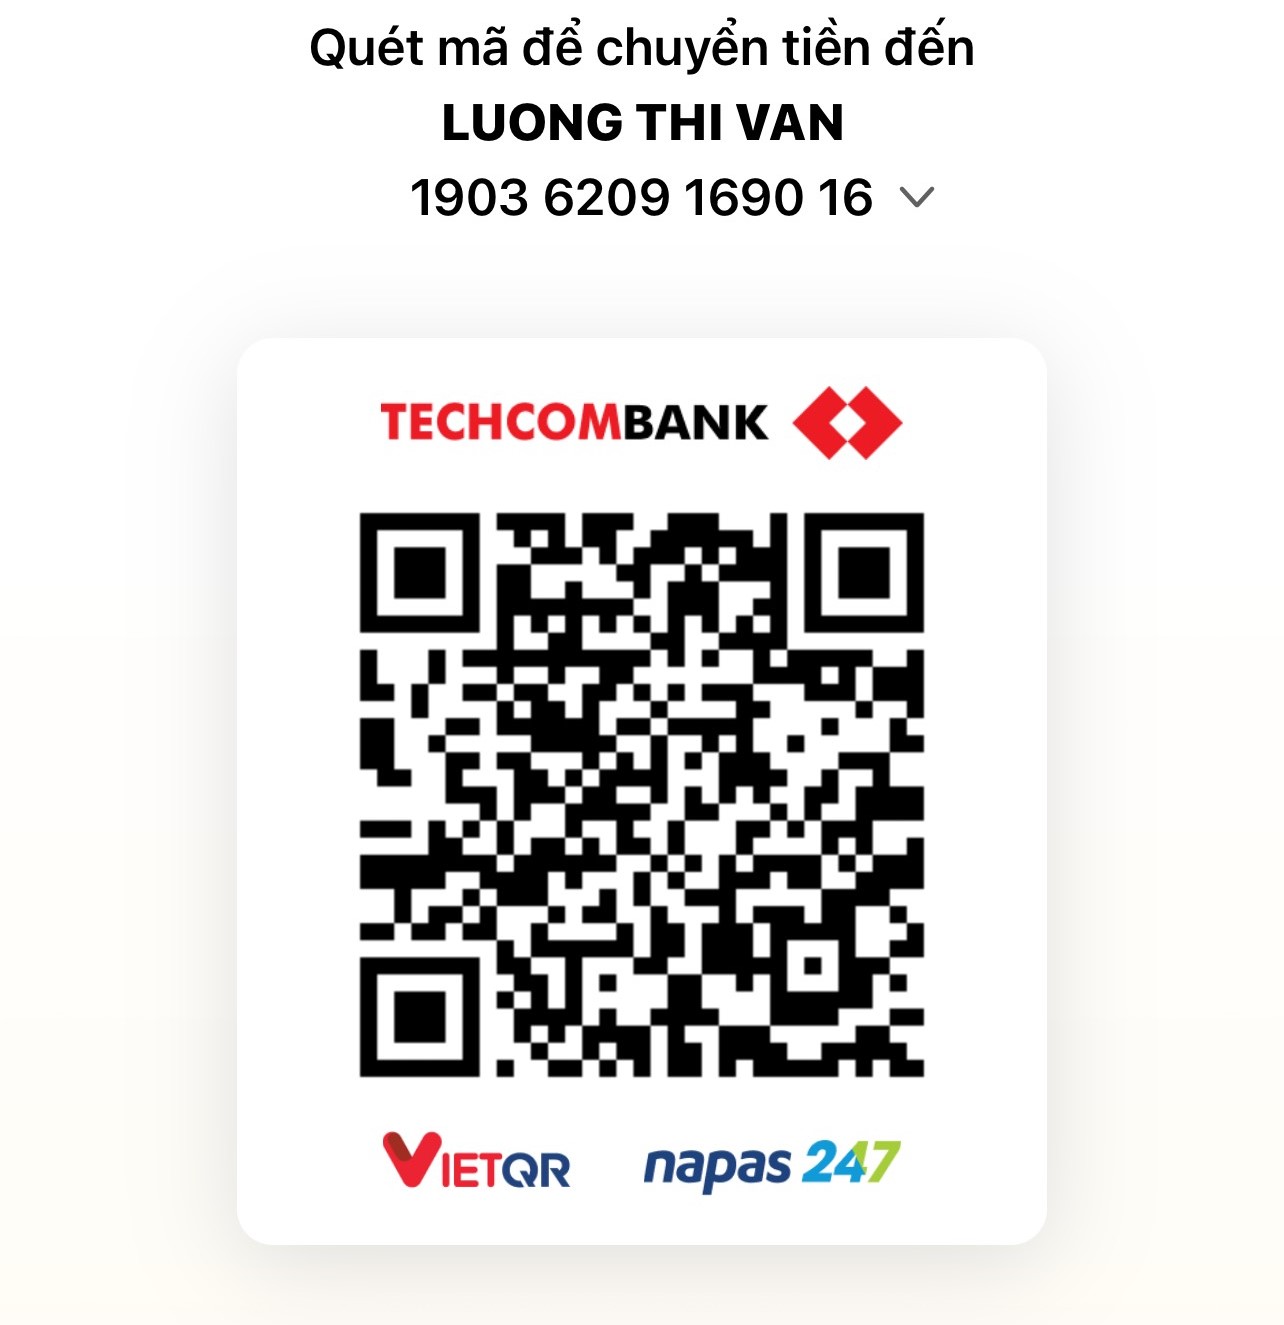 Quét mã để chuyển tiền đến
LUONG THI VAN
1903 6209 1690 16
TECHCOMBANK
VIETQR
napas 247